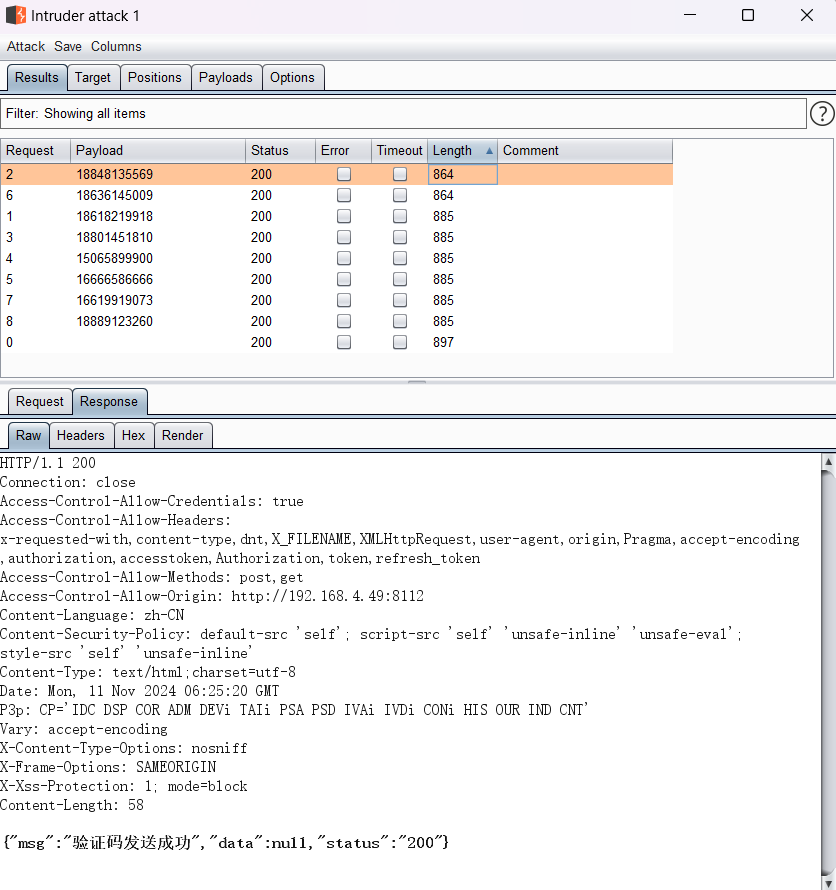 Intruder attack 1
Attack Save Columns
Results Target Positions Payloads Options
Filter: Showing all items ?
Request Payload Status Error Timeout Length Comment
2 18848135569 200 864
6 18636145009 200 864
1 18618219918 200 885
3 18801451810 200 885
4 15065899900 200 885
5 16666586666 200 885
7 16619919073 200 885
8 18889123260 200 885
0 200 897
Request Response
Raw Headers Hex Render
HTTP/1.1 200
Connection: close
Access-Control-Allow-Credentials: true
Access-Control-Allow-Headers:
x-requested-with,content-type,dnt,X_FILENAME,XMLHttpRequest,user-agent,origin,Pragma,accept-encoding
,authorization,accesstoken,Authorization,token,refresh_token
Access-Control-Allow-Methods: post,get
Access-Control-Allow-Origin: http://192.168.4.49:8112
Content-Language: zh-CN
Content-Security-Policy: default-src 'self'; script-src 'self' 'unsafe-inline' 'unsafe-eval';
style-src 'self' 'unsafe-inline'
Content-Type: text/html;charset=utf-8
Date: Mon, 11 Nov 2024 06:25:20 GMT
P3p: CP='IDC DSP COR ADM DEVi TAIi PSA PSD IVAi IVDi CONi HIS OUR IND CNT'
Vary: accept-encoding
X-Content-Type-Options: nosniff
X-Frame-Options: SAMEORIGIN
X-Xss-Protection: 1; mode=block
Content-Length: 58
{"msg":"验证码发送成功","data":null,"status":"200"}